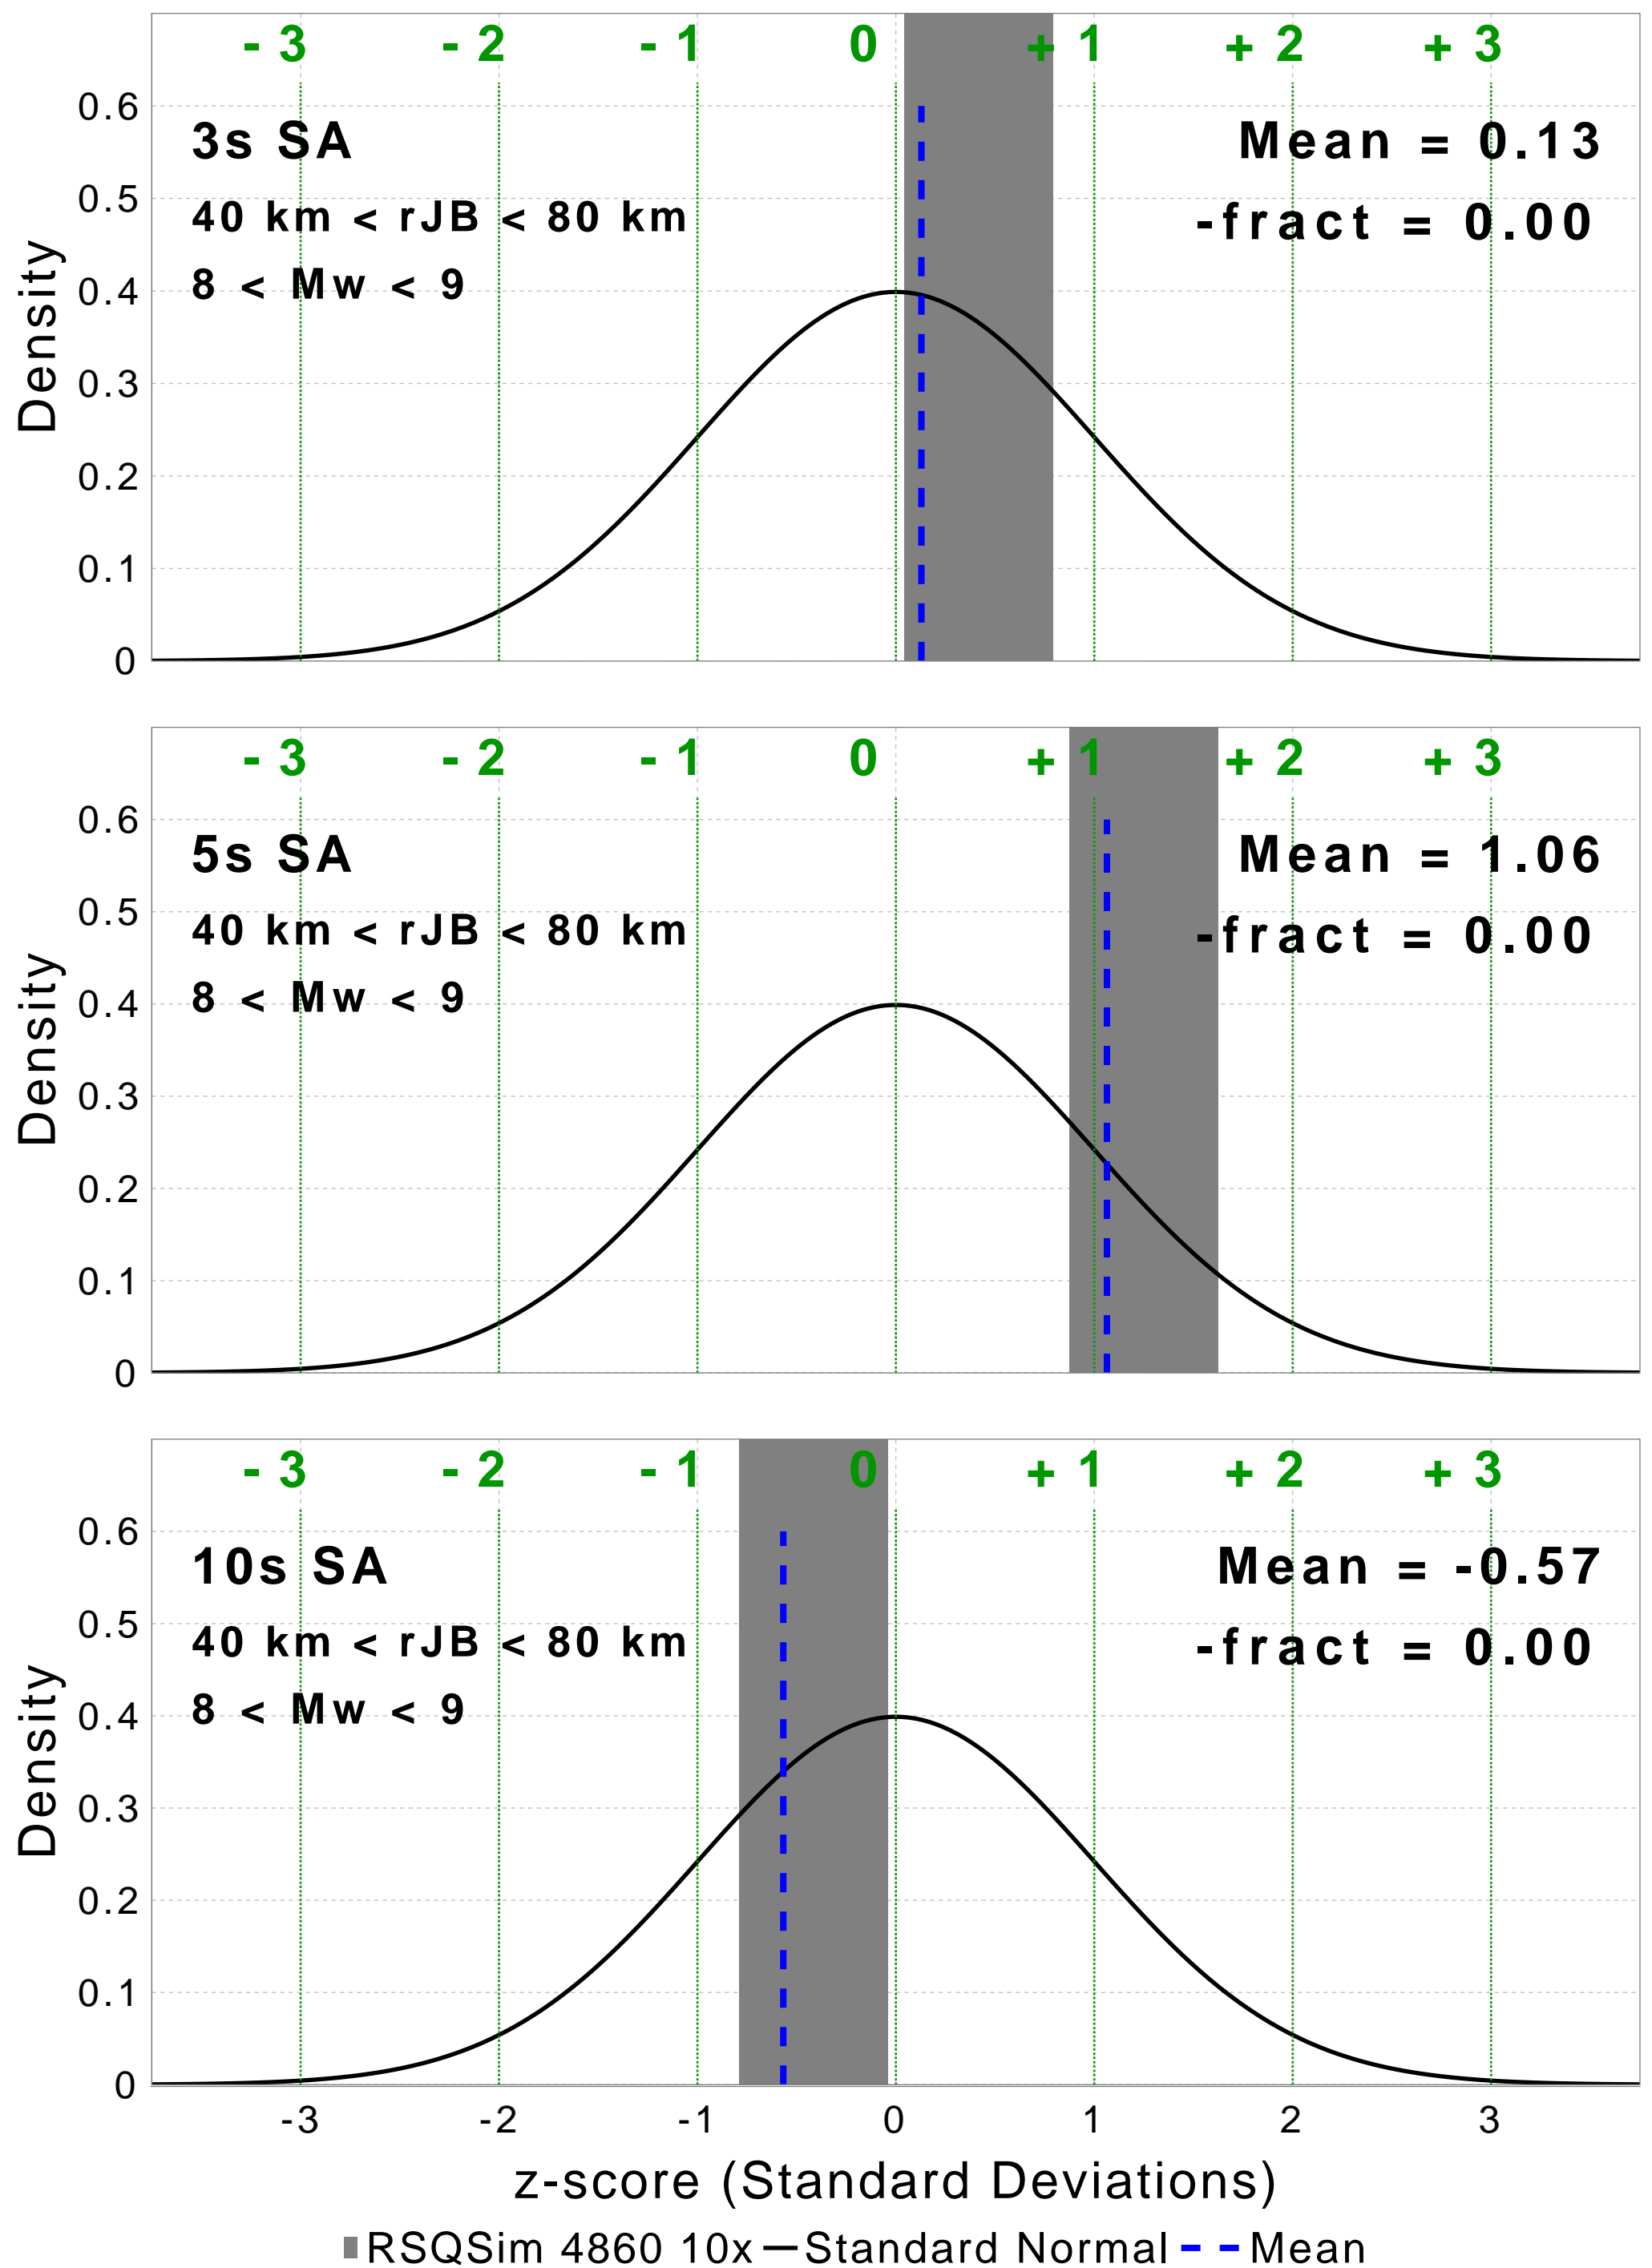 - 3 - 2 - 1 0 + 1 + 2 + 3
0.6
3s SA Mean = 0.13
0.5
40 km < rJB < 80 km -fract = 0.00
8 < Mw < 9
0.4
0.3
0.2
0.1
0
Density
- 3 - 2 - 1 0 + 1 + 2 + 3
0.6
5s SA Mean = 1.06
0.5
40 km < rJB < 80 km -fract = 0.00
8 < Mw < 9
0.4
0.3
0.2
0.1
0
Density
- 3 - 2 - 1 0 + 1 + 2 + 3
0.6
10s SA Mean = -0.57
0.5
40 km < rJB < 80 km -fract = 0.00
8 < Mw < 9
0.4
0.3
0.2
0.1
0
Density
-3 -2 -1 0 1 2 3
z-score (Standard Deviations)
RSQSim 4860 10x Standard Normal Mean